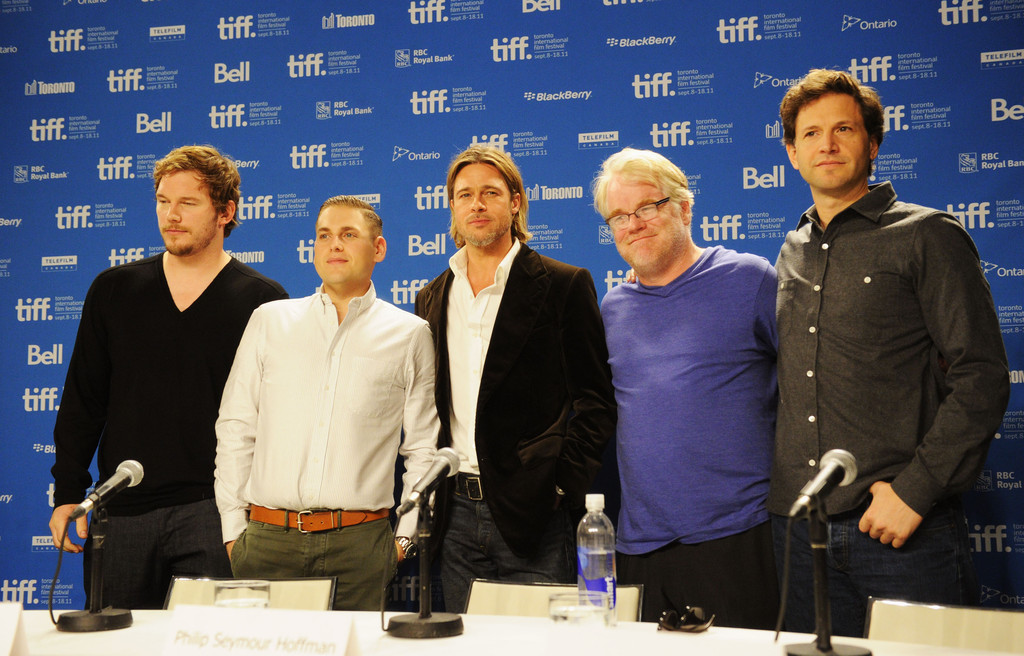 tiff. toronto international film festival sept.8-18.11
TELEFILM CANADA
TORONTO
Ontario
Bell
BlackBerry
RBC Royal Bank
Philip Seymour Hoffman